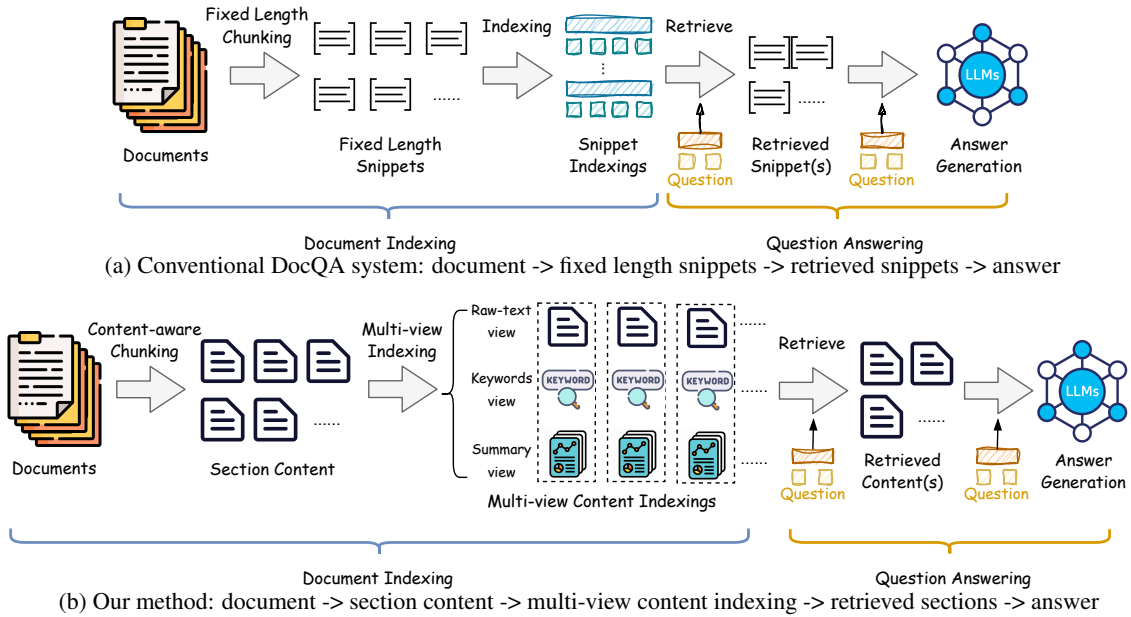 Fixed Length
Chunking
Indexing
Retrieve
LLMs
......
......
Documents
Fixed Length
Snippets
Snippet
Indexings
Question
Retrieved
Snippet(s)
Question
Answer
Generation
Document Indexing
Question Answering
(a) Conventional DocQA system: document -> fixed length snippets -> retrieved snippets -> answer
Content-aware
Chunking
Multi-view
Indexing
Raw-text
view
......
Keywords
view
KEYWORD
KEYWORD
KEYWORD
......
Summary
view
......
Retrieve
LLMs
......
......
Documents
Section Content
Multi-view Content Indexings
Question
Retrieved
Content(s)
Question
Answer
Generation
Document Indexing
Question Answering
(b) Our method: document -> section content -> multi-view content indexing -> retrieved sections -> answer